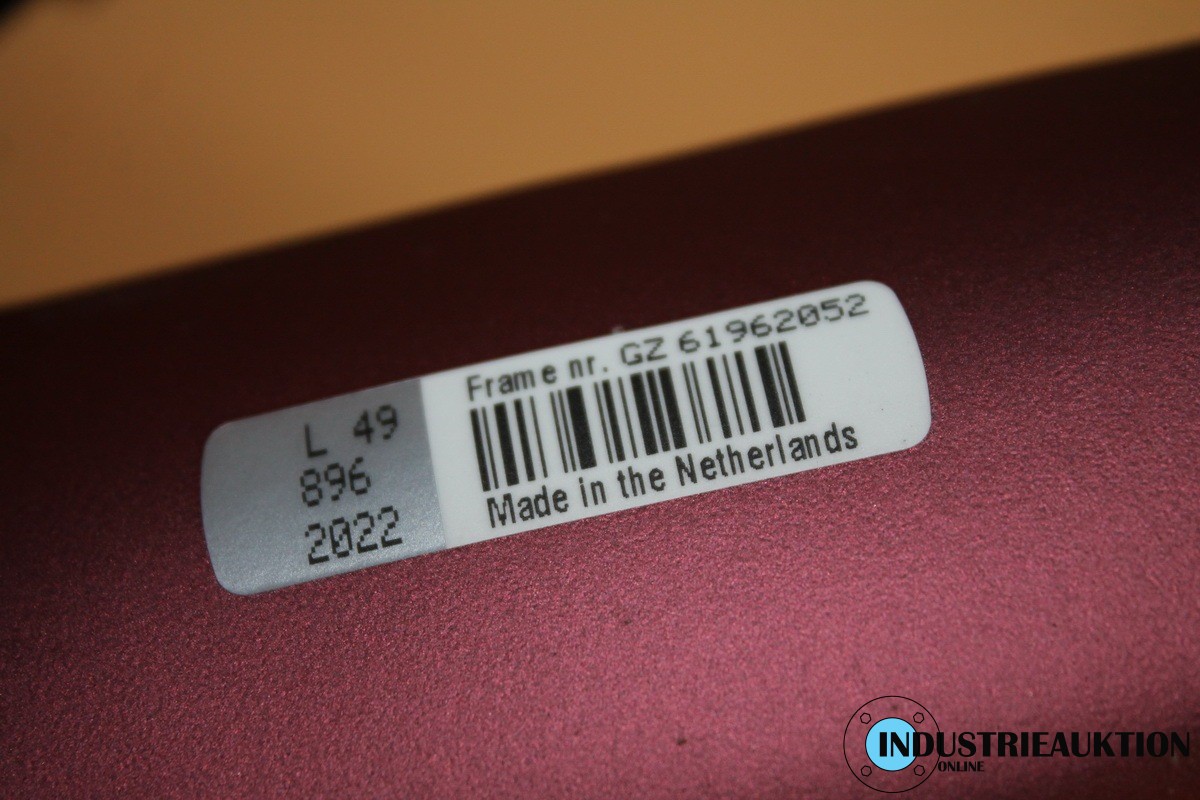 L 49
896
2022
Frame nr. GZ 61962052
Made in the Netherlands
INDUSTRIEAUKTION
ONLINE